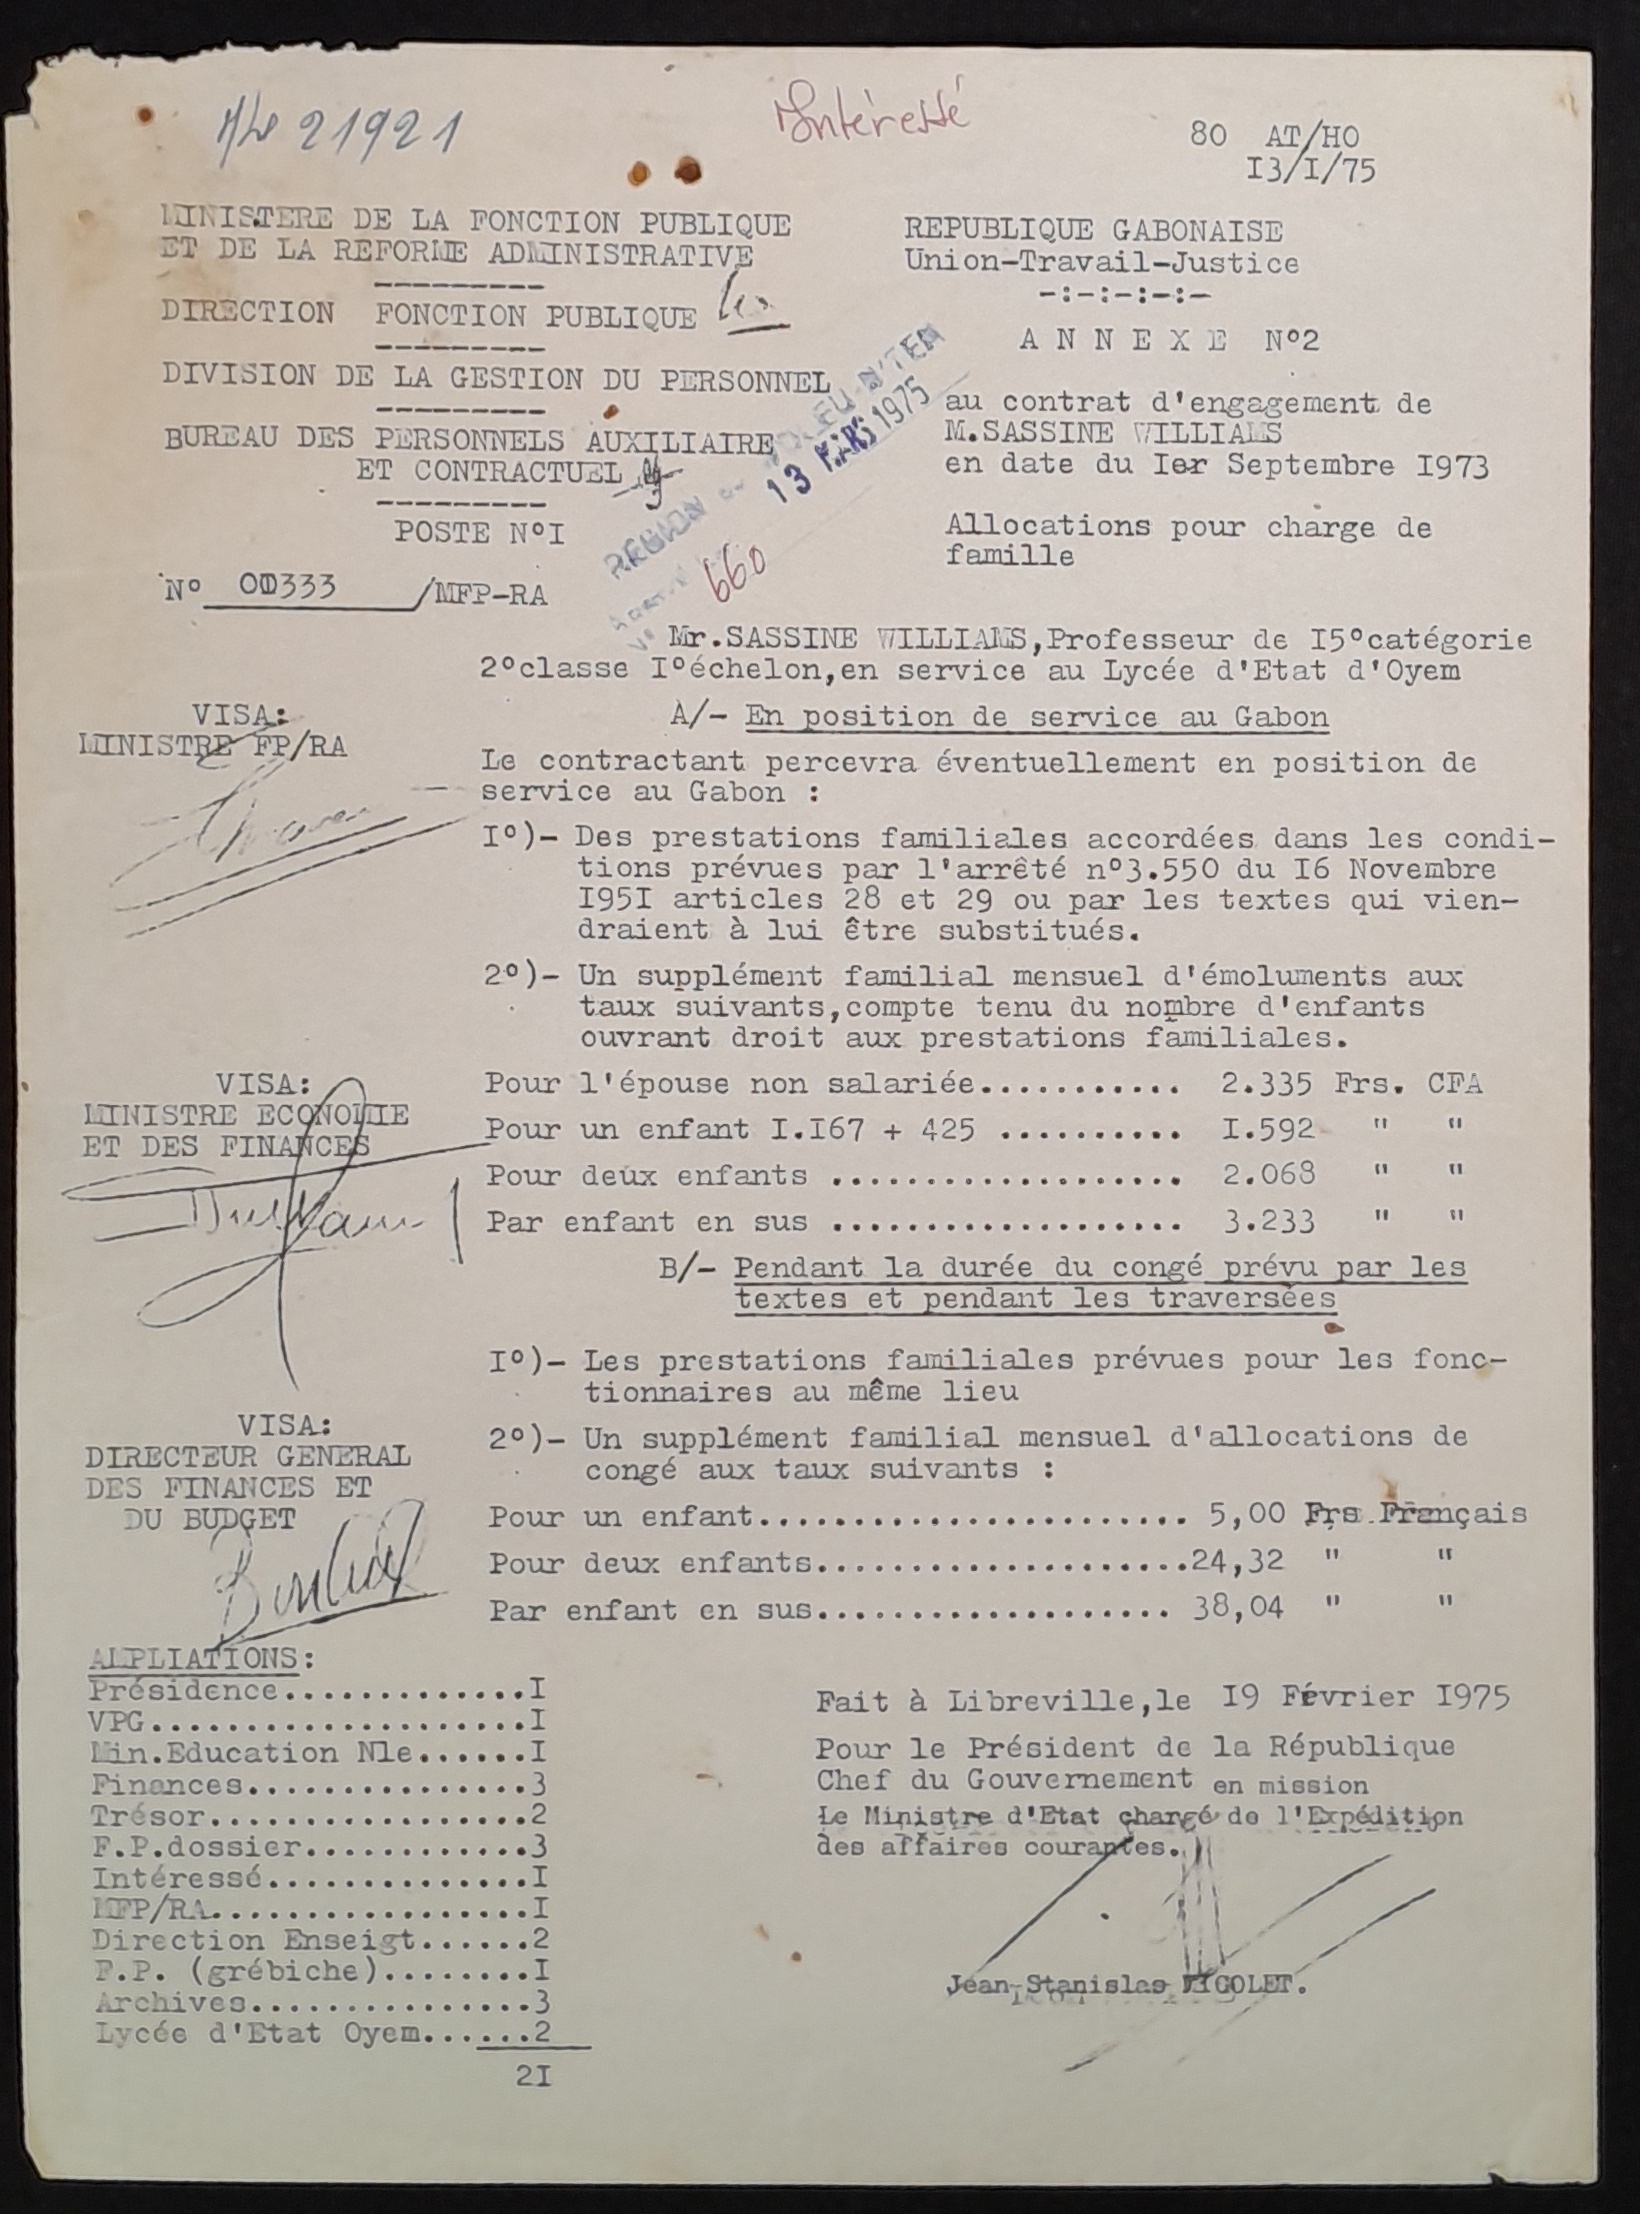 21921
Intéressé
80 AT/HO
I3/I/75
MINISTERE DE LA FONCTION PUBLIQUE
ET DE LA REFORME ADMINISTRATIVE
---------
DIRECTION FONCTION PUBLIQUE
---------
DIVISION DE LA GESTION DU PERSONNEL
---------
BUREAU DES PERSONNELS AUXILIAIRE
ET CONTRACTUEL
---------
POSTE N°I
N° 00333 /MFP-RA
REPUBLIQUE GABONAISE
Union-Travail-Justice
-:-:-:-:-
A N N E X E N°2
au contrat d'engagement de
M.SASSINE WILLIAMS
en date du Ier Septembre I973
Allocations pour charge de
famille
REGION
N'TEM
13 MARS 1975
660
Mr.SASSINE WILLIAMS,Professeur de I5°catégorie
2°classe I°échelon,en service au Lycée d'Etat d'Oyem
A/- En position de service au Gabon
Le contractant percevra éventuellement en position de
service au Gabon :
I°)- Des prestations familiales accordées dans les condi-
tions prévues par l'arrêté n°3.550 du I6 Novembre
I95I articles 28 et 29 ou par les textes qui vien-
draient à lui être substitués.
2°)- Un supplément familial mensuel d'émoluments aux
taux suivants,compte tenu du nombre d'enfants
ouvrant droit aux prestations familiales.
Pour l'épouse non salariée........... 2.335 Frs. CFA
Pour un enfant I.I67 + 425 .......... I.592 " "
Pour deux enfants ................... 2.068 " "
Par enfant en sus ................... 3.233 " "
B/- Pendant la durée du congé prévu par les
textes et pendant les traversées
I°)- Les prestations familiales prévues pour les fonc-
tionnaires au même lieu
2°)- Un supplément familial mensuel d'allocations de
congé aux taux suivants :
Pour un enfant....................... 5,00 Frs Français
Pour deux enfants....................24,32 " "
Par enfant en sus................... 38,04 " "
VISA:
MINISTRE FP/RA
VISA:
MINISTRE ECONOMIE
ET DES FINANCES
VISA:
DIRECTEUR GENERAL
DES FINANCES ET
DU BUDGET
AMPLIATIONS:
Présidence.............I
VPG....................I
Min.Education Nle......I
Finances...............3
Trésor.................2
F.P.dossier............3
Intéressé..............I
MFP/RA.................I
Direction Enseigt......2
F.P. (grébiche)........I
Archives...............3
Lycée d'Etat Oyem......2
2I
Fait à Libreville,le I9 Février I975
Pour le Président de la République
Chef du Gouvernement en mission
Le Ministre d'Etat chargé de l'Expédition
des affaires courantes.
Jean-Stanislas MIGOLET.